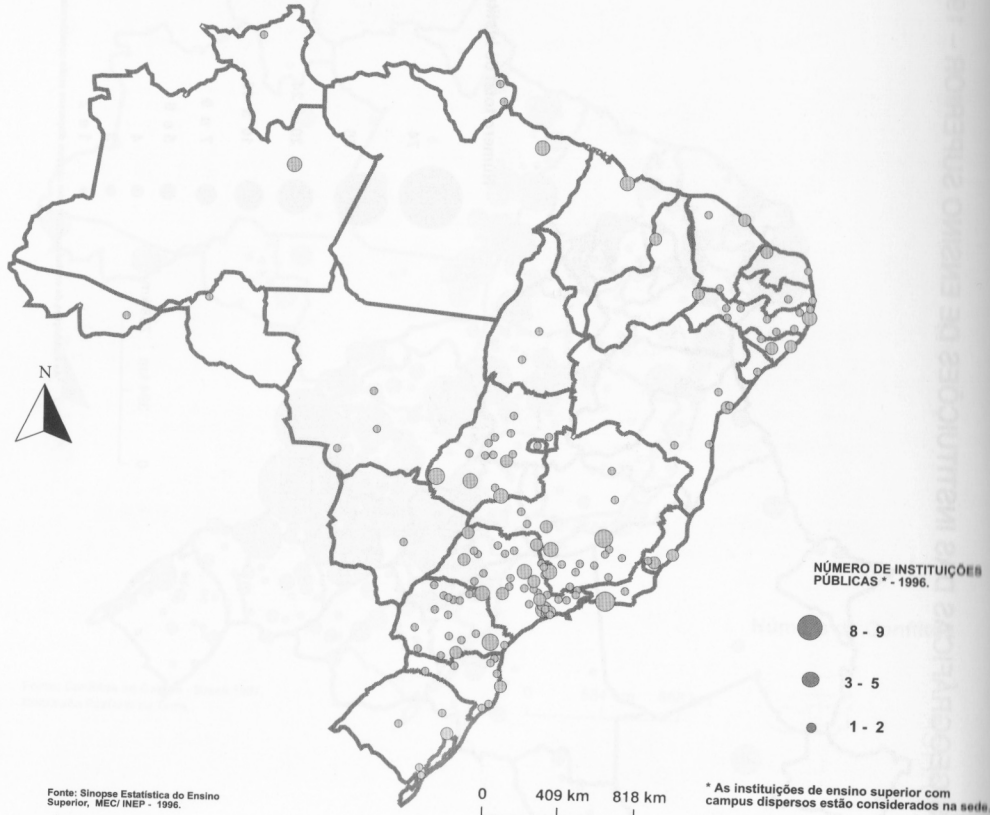 N
NÚMERO DE INSTITUIÇÕES
PÚBLICAS * - 1996.
8 - 9
3 - 5
1 - 2
Fonte: Sinopse Estatística do Ensino
Superior, MEC/ INEP - 1996.
0 409 km 818 km
* As instituições de ensino superior com
campus dispersos estão considerados na sede.